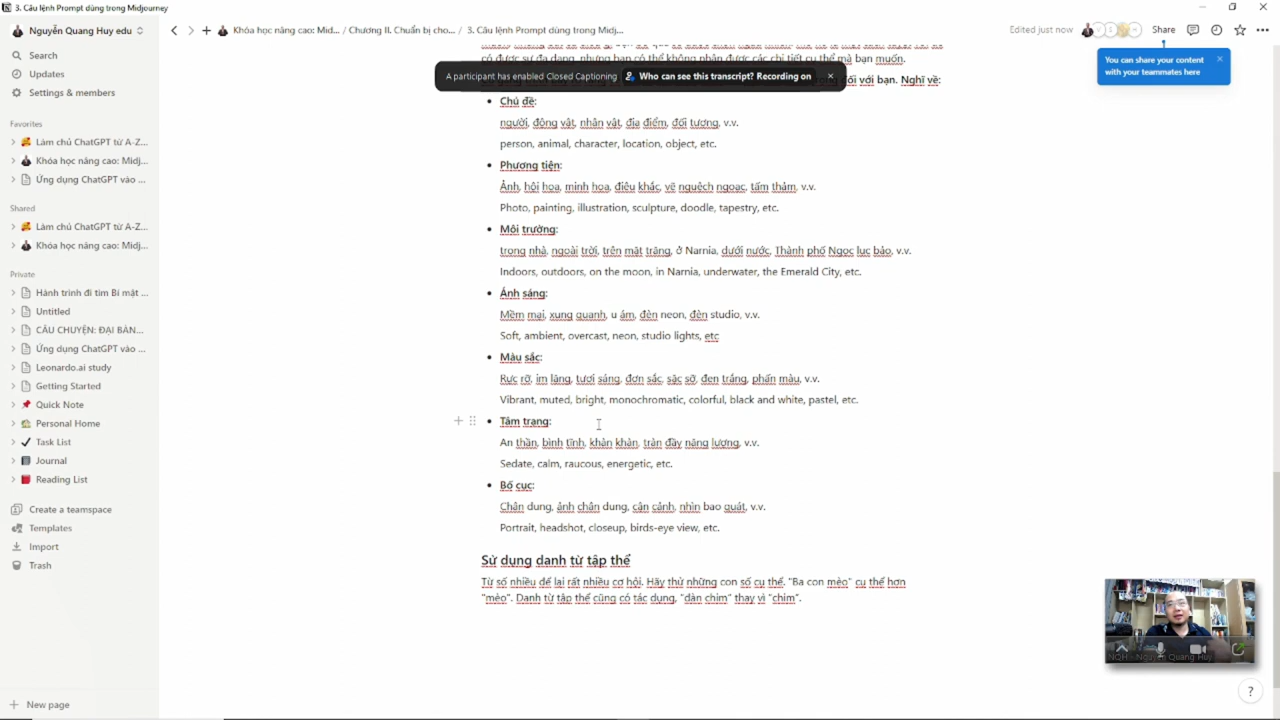 3. Câu lệnh Prompt dùng trong Midjourney
Nguyễn Quang Huy edu
Khóa học nâng cao: Mid... / Chương II. Chuẩn bị cho... / 3. Câu lệnh Prompt dùng trong Midj...
Edited just now
Share
Search
Updates
Settings & members
Favorites
Làm chủ ChatGPT từ A-Z...
Khóa học nâng cao: Midj...
Ứng dụng ChatGPT vào ...
Shared
Làm chủ ChatGPT từ A-Z...
Khóa học nâng cao: Midj...
Private
Hành trình đi tìm Bí mật ...
Untitled
CÂU CHUYỆN: ĐẠI BÀN...
Ứng dụng ChatGPT vào ...
Leonardo.ai study
Getting Started
Quick Note
Personal Home
Task List
Journal
Reading List
Create a teamspace
Templates
Import
Trash
New page
You can share your content
with your teammates here
A participant has enabled Closed Captioning
Who can see this transcript? Recording on
có được sự đa dạng, nhưng bạn có thể không nhận được các chi tiết cụ thể mà bạn muốn.
đối với bạn. Nghĩ về:
Chủ đề:
người, động vật, nhân vật, địa điểm, đối tượng, v.v.
person, animal, character, location, object, etc.
Phương tiện:
Ảnh, hội họa, minh họa, điêu khắc, vẽ nguệch ngoạc, tấm thảm, v.v.
Photo, painting, illustration, sculpture, doodle, tapestry, etc.
Môi trường:
trong nhà, ngoài trời, trên mặt trăng, ở Narnia, dưới nước, Thành phố Ngọc lục bảo, v.v.
Indoors, outdoors, on the moon, in Narnia, underwater, the Emerald City, etc.
Ánh sáng:
Mềm mại, xung quanh, u ám, đèn neon, đèn studio, v.v.
Soft, ambient, overcast, neon, studio lights, etc
Màu sắc:
Rực rỡ, im lặng, tươi sáng, đơn sắc, sặc sỡ, đen trắng, phấn màu, v.v.
Vibrant, muted, bright, monochromatic, colorful, black and white, pastel, etc.
Tâm trạng:
An thần, bình tĩnh, khàn khàn, tràn đầy năng lượng, v.v.
Sedate, calm, raucous, energetic, etc.
Bố cục:
Chân dung, ảnh chân dung, cận cảnh, nhìn bao quát, v.v.
Portrait, headshot, closeup, birds-eye view, etc.
Sử dụng danh từ tập thể
Từ số nhiều để lại rất nhiều cơ hội. Hãy thử những con số cụ thể. "Ba con mèo" cụ thể hơn
"mèo". Danh từ tập thể cũng có tác dụng, "đàn chim" thay vì "chim".